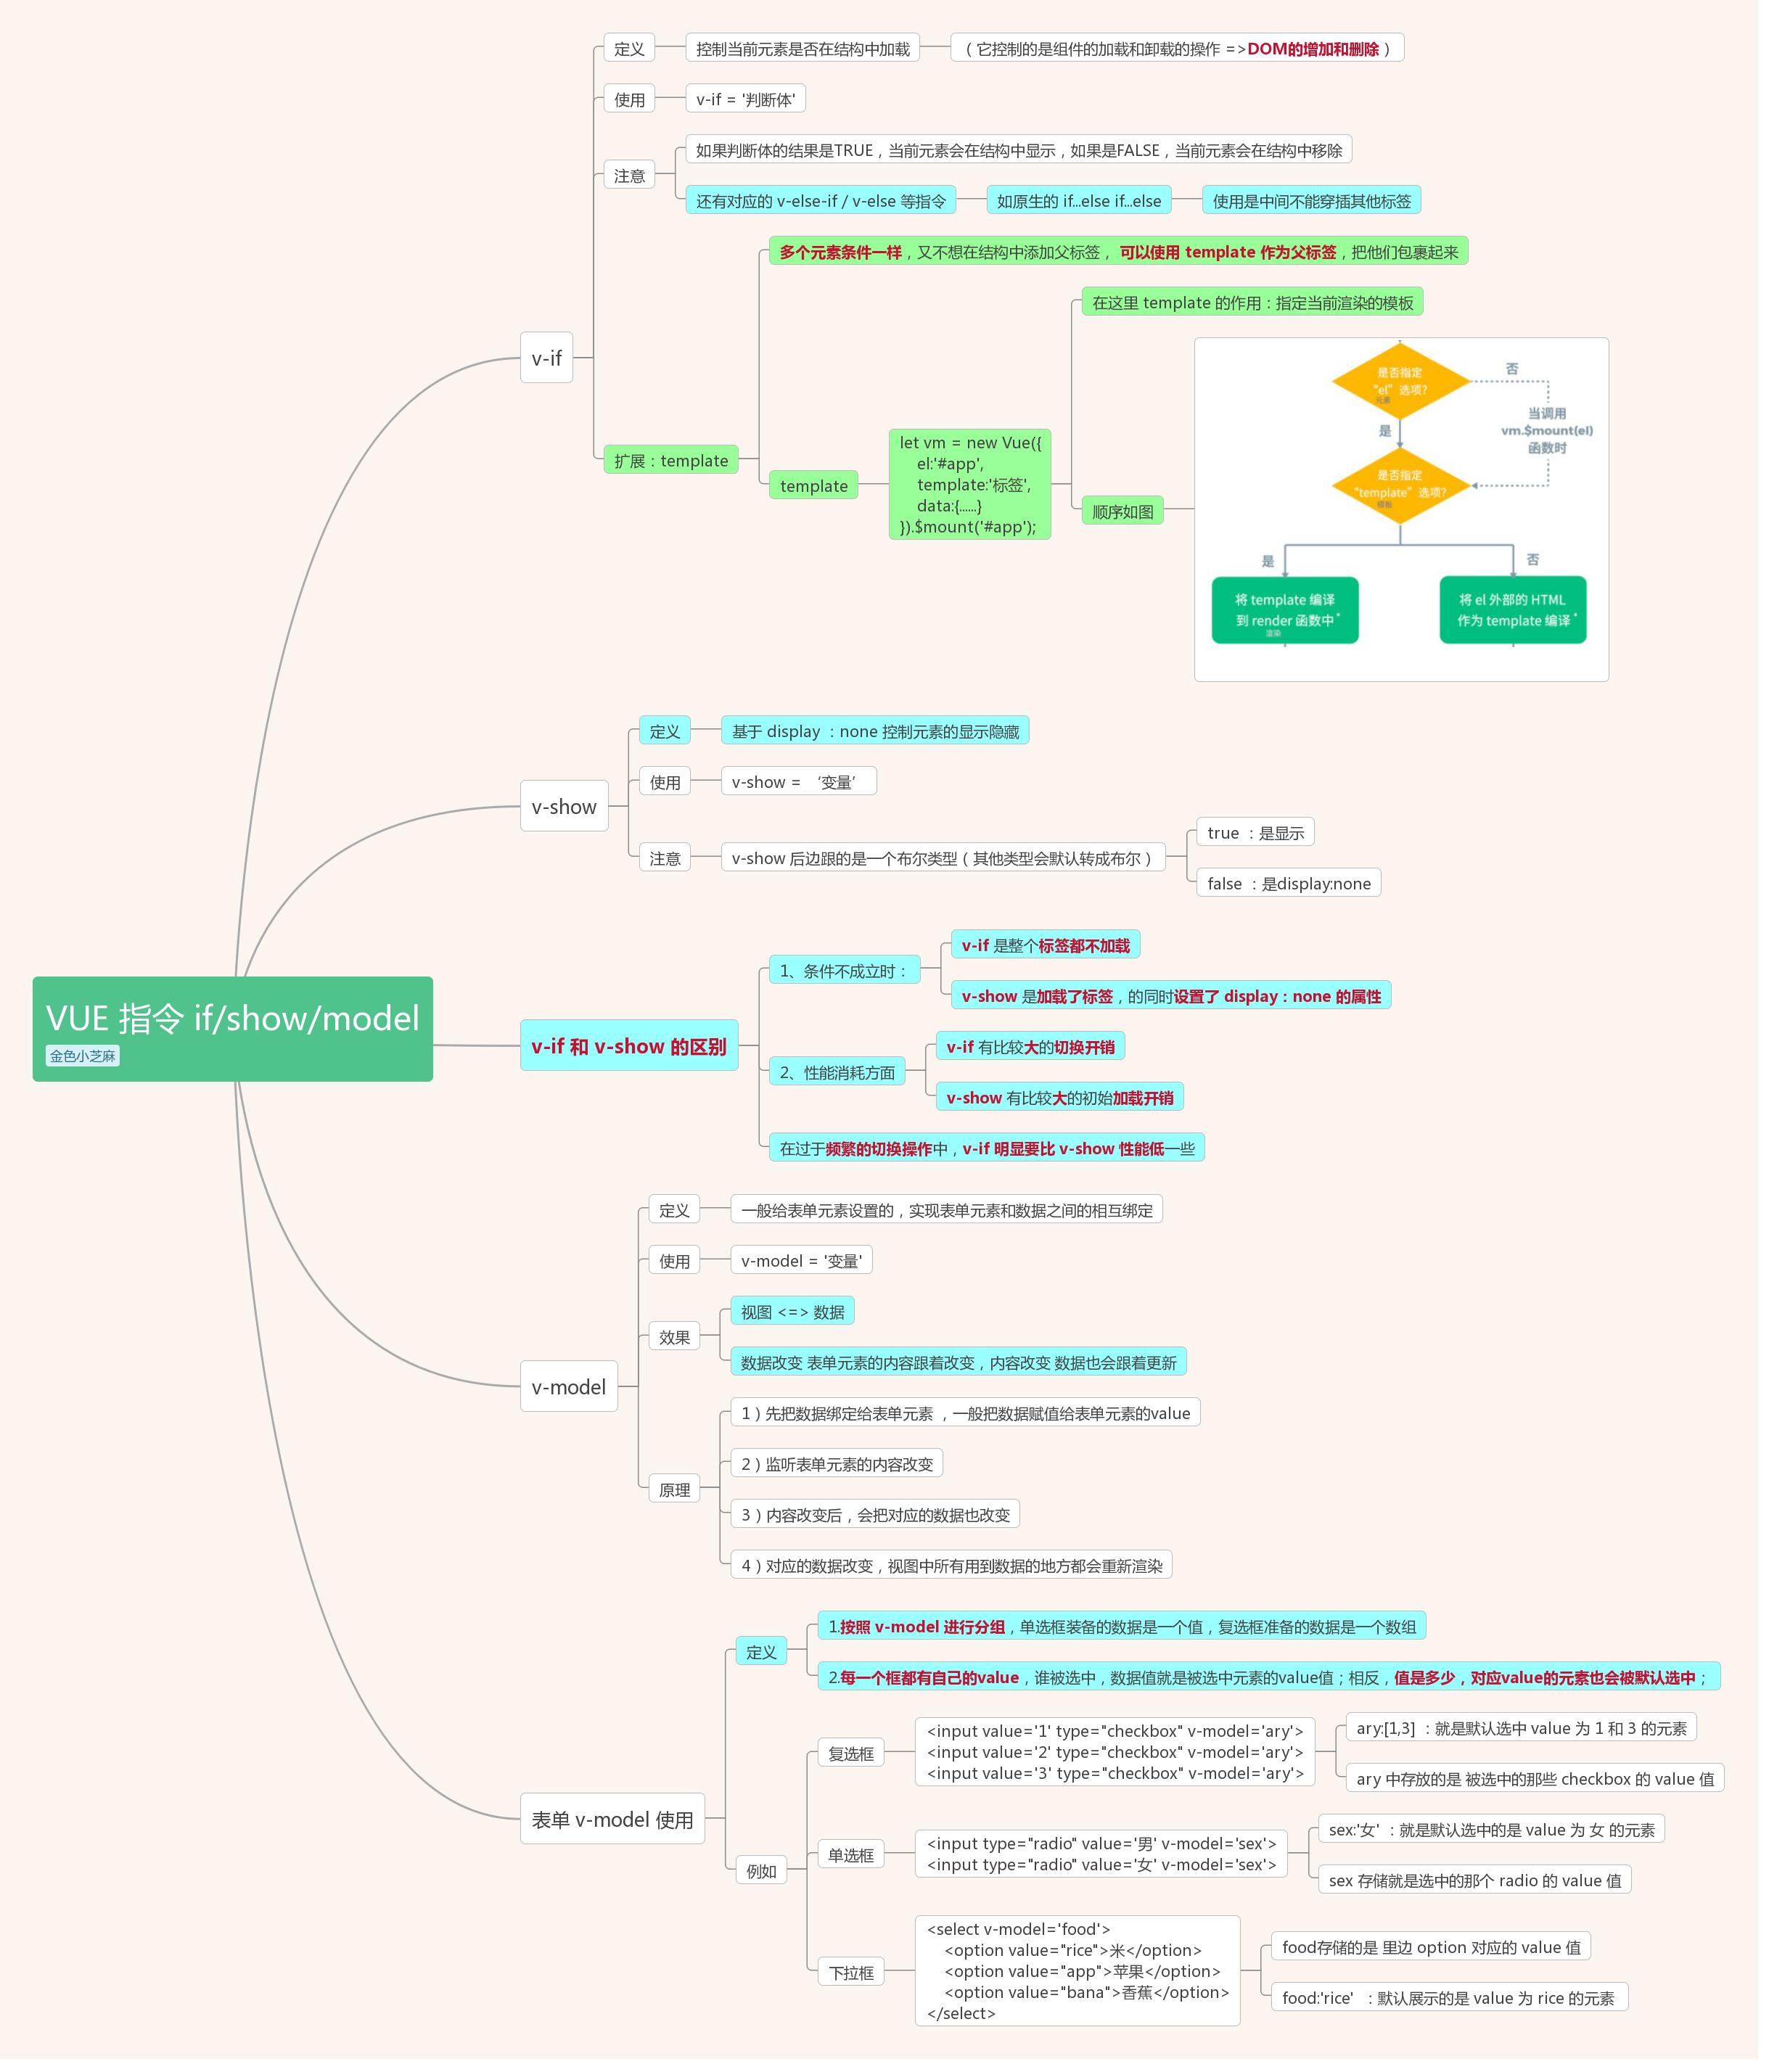 VUE 指令 if/show/model
金色小芝麻
v-if
定义
控制当前元素是否在结构中加载
（它控制的是组件的加载和卸载的操作 =>DOM的增加和删除）
使用
v-if = '判断体'
注意
如果判断体的结果是TRUE，当前元素会在结构中显示，如果是FALSE，当前元素会在结构中移除
还有对应的 v-else-if / v-else 等指令
如原生的 if...else if...else
使用是中间不能穿插其他标签
扩展：template
多个元素条件一样，又不想在结构中添加父标签， 可以使用 template 作为父标签，把他们包裹起来
template
let vm = new Vue({
el:'#app',
template:'标签',
data:{......}
}).$mount('#app');
在这里 template 的作用：指定当前渲染的模板
顺序如图
是否指定
“el”选项?
元素
否
当调用
vm.$mount(el)
函数时
是
是否指定
“template”选项?
模板
是
否
将 template 编译
到 render 函数中*
渲染
将 el 外部的 HTML
作为 template 编译*
v-show
定义
基于 display ：none 控制元素的显示隐藏
使用
v-show = ‘变量’
注意
v-show 后边跟的是一个布尔类型（其他类型会默认转成布尔）
true ：是显示
false ：是display:none
v-if 和 v-show 的区别
1、条件不成立时：
v-if 是整个标签都不加载
v-show 是加载了标签，的同时设置了 display：none 的属性
2、性能消耗方面
v-if 有比较大的切换开销
v-show 有比较大的初始加载开销
在过于频繁的切换操作中，v-if 明显要比 v-show 性能低一些
v-model
定义
一般给表单元素设置的，实现表单元素和数据之间的相互绑定
使用
v-model = '变量'
效果
视图 <=> 数据
数据改变 表单元素的内容跟着改变，内容改变 数据也会跟着更新
原理
1）先把数据绑定给表单元素 ，一般把数据赋值给表单元素的value
2）监听表单元素的内容改变
3）内容改变后，会把对应的数据也改变
4）对应的数据改变，视图中所有用到数据的地方都会重新渲染
表单 v-model 使用
定义
1.按照 v-model 进行分组，单选框装备的数据是一个值，复选框准备的数据是一个数组
2.每一个框都有自己的value，谁被选中，数据值就是被选中元素的value值；相反，值是多少，对应value的元素也会被默认选中；
例如
复选框
<input value='1' type="checkbox" v-model='ary'>
<input value='2' type="checkbox" v-model='ary'>
<input value='3' type="checkbox" v-model='ary'>
ary:[1,3] ：就是默认选中 value 为 1 和 3 的元素
ary 中存放的是 被选中的那些 checkbox 的 value 值
单选框
<input type="radio" value='男' v-model='sex'>
<input type="radio" value='女' v-model='sex'>
sex:'女' ：就是默认选中的是 value 为 女 的元素
sex 存储就是选中的那个 radio 的 value 值
下拉框
<select v-model='food'>
<option value="rice">米</option>
<option value="app">苹果</option>
<option value="bana">香蕉</option>
</select>
food存储的是 里边 option 对应的 value 值
food:'rice' ：默认展示的是 value 为 rice 的元素